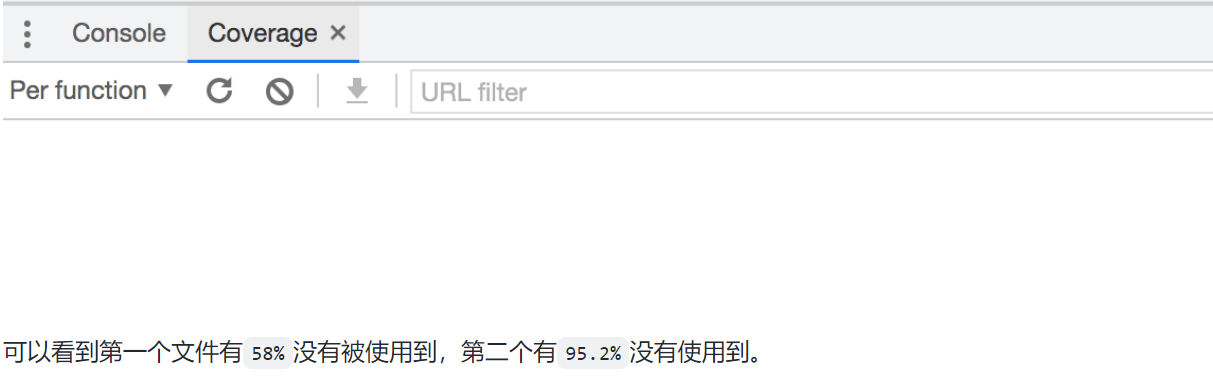 Console Coverage ×
Per function ▼ URL filter
可以看到第一个文件有 58% 没有被使用到，第二个有 95.2% 没有使用到。